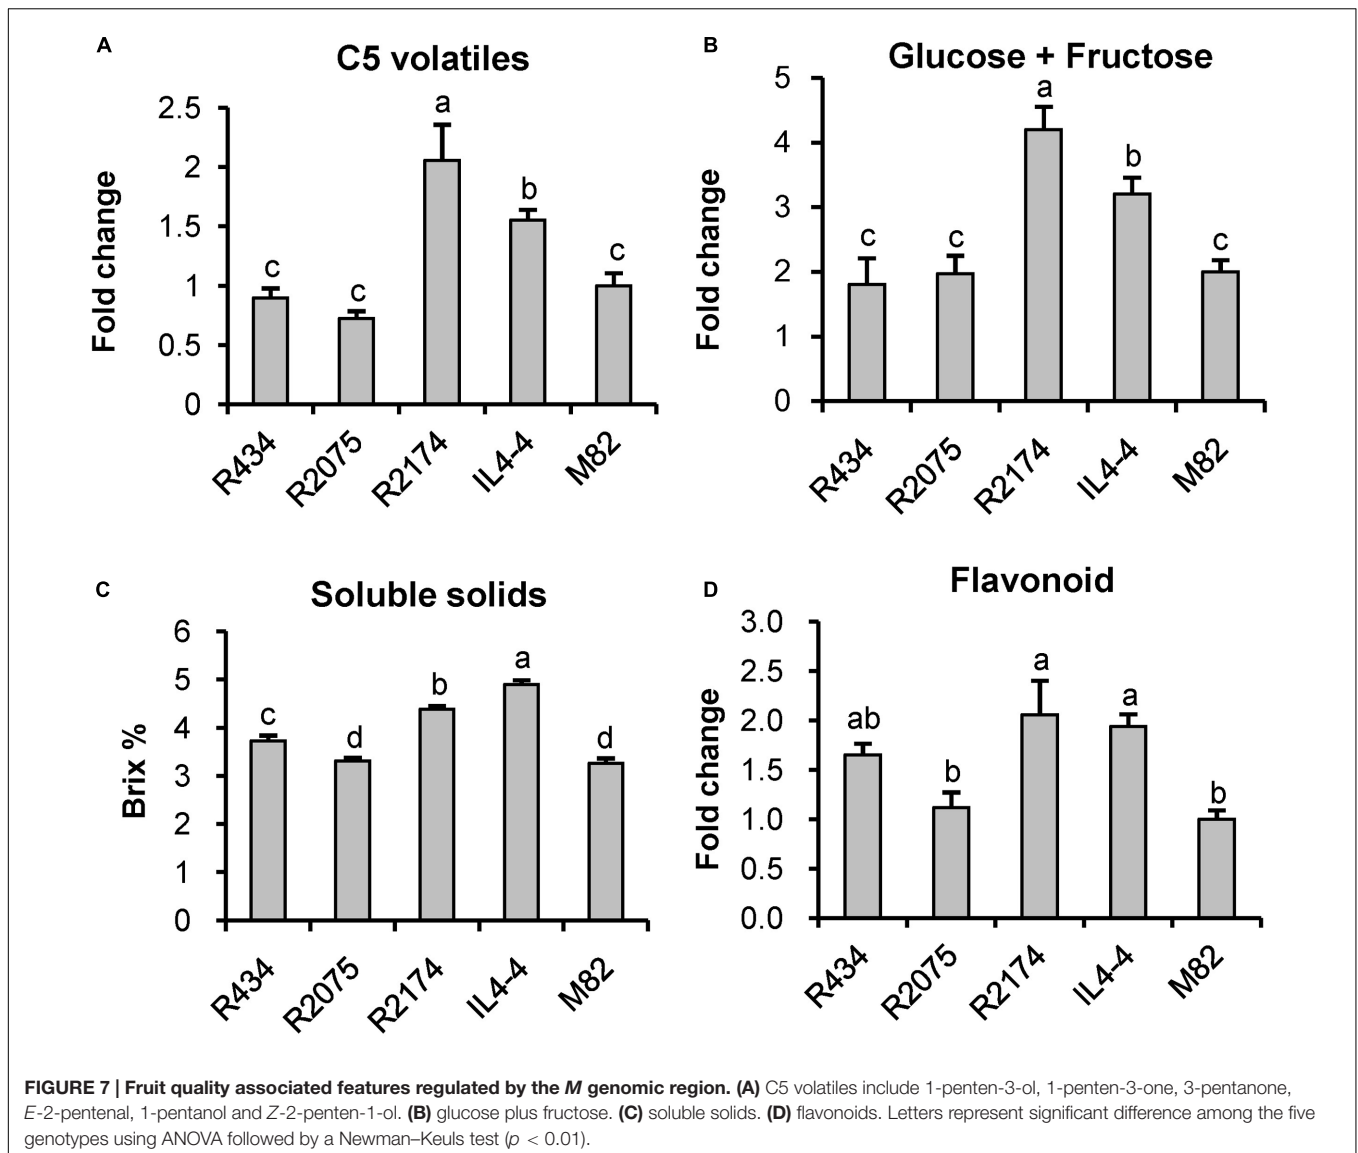 A
C5 volatiles
2.5
2
1.5
1
0.5
0
Fold change
c
c
a
b
c
R434
R2075
R2174
IL4-4
M82
B
Glucose + Fructose
5
4
3
2
1
0
Fold change
c
c
a
b
c
R434
R2075
R2174
IL4-4
M82
C
Soluble solids
6
5
4
3
2
1
0
Brix %
c
d
b
a
d
R434
R2075
R2174
IL4-4
M82
D
Flavonoid
3.0
2.5
2.0
1.5
1.0
0.5
0.0
Fold change
ab
b
a
a
b
R434
R2075
R2174
IL4-4
M82
FIGURE 7 | Fruit quality associated features regulated by the M genomic region. (A) C5 volatiles include 1-penten-3-ol, 1-penten-3-one, 3-pentanone,
E-2-pentenal, 1-pentanol and Z-2-penten-1-ol. (B) glucose plus fructose. (C) soluble solids. (D) flavonoids. Letters represent significant difference among the five
genotypes using ANOVA followed by a Newman–Keuls test (p < 0.01).